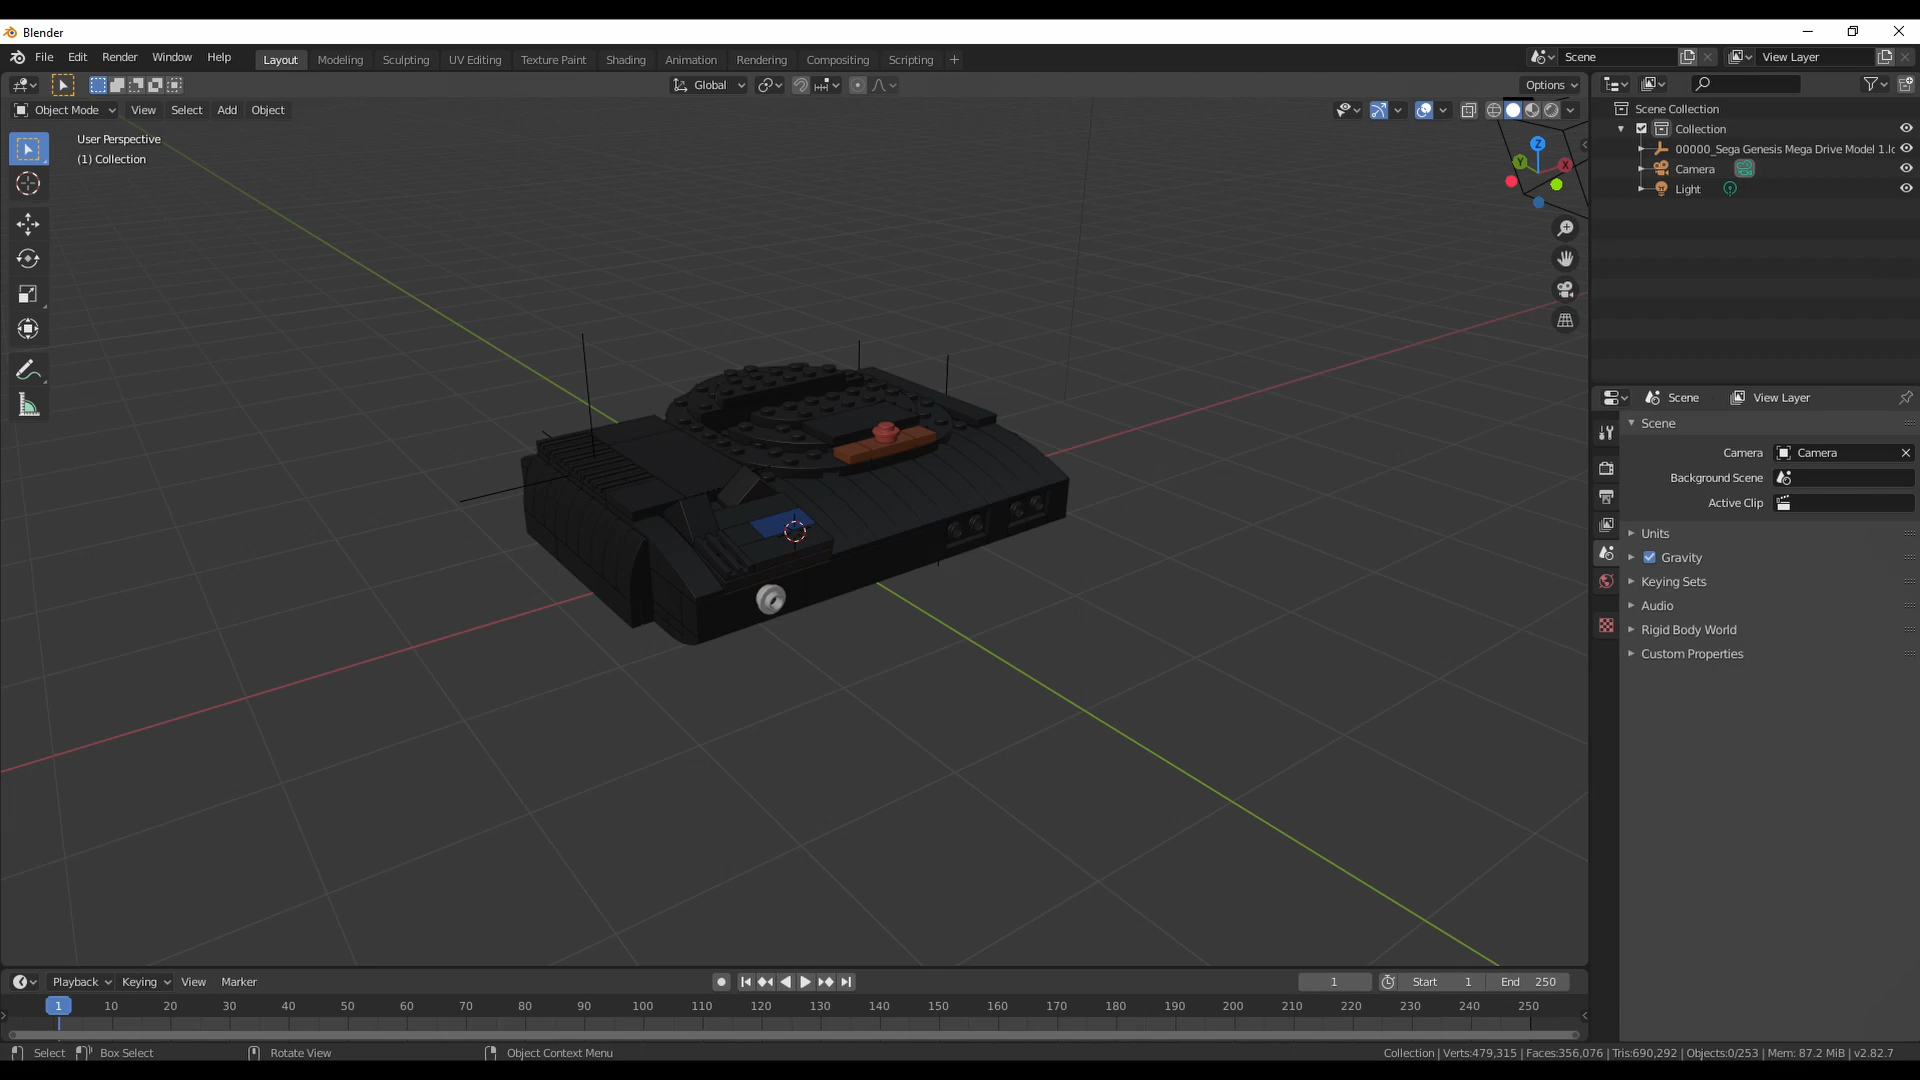 Blender
File Edit Render Window Help Layout Modeling Sculpting UV Editing Texture Paint Shading Animation Rendering Compositing Scripting + Scene View Layer
Global Options
Object Mode View Select Add Object
User Perspective
(1) Collection
Z
Y X
Scene Collection
Collection
00000_Sega Genesis Mega Drive Model 1.lc
Camera
Light
Scene View Layer
Scene
Camera Camera
Background Scene
Active Clip
Units
Gravity
Keying Sets
Audio
Rigid Body World
Custom Properties
Playback Keying View Marker 1 Start 1 End 250
1 10 20 30 40 50 60 70 80 90 100 110 120 130 140 150 160 170 180 190 200 210 220 230 240 250
Select Box Select Rotate View Object Context Menu Collection | Verts:479,315 | Faces:356,076 | Tris:690,292 | Objects:0/253 | Mem: 87.2 MiB | v2.82.7